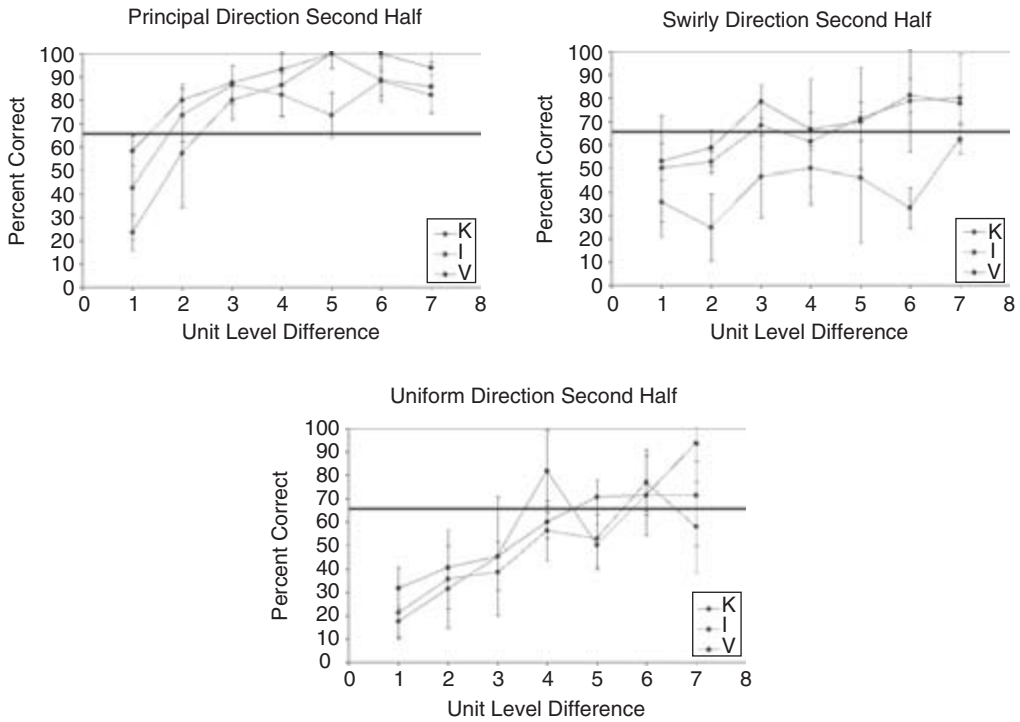 Principal Direction Second Half
100
90
80
70
60
50
40
30
20
10
0
Percent Correct
0 1 2 3 4 5 6 7 8
Unit Level Difference
K
I
V
Swirly Direction Second Half
100
90
80
70
60
50
40
30
20
10
0
Percent Correct
0 1 2 3 4 5 6 7 8
Unit Level Difference
K
I
V
Uniform Direction Second Half
100
90
80
70
60
50
40
30
20
10
0
Percent Correct
0 1 2 3 4 5 6 7 8
Unit Level Difference
K
I
V